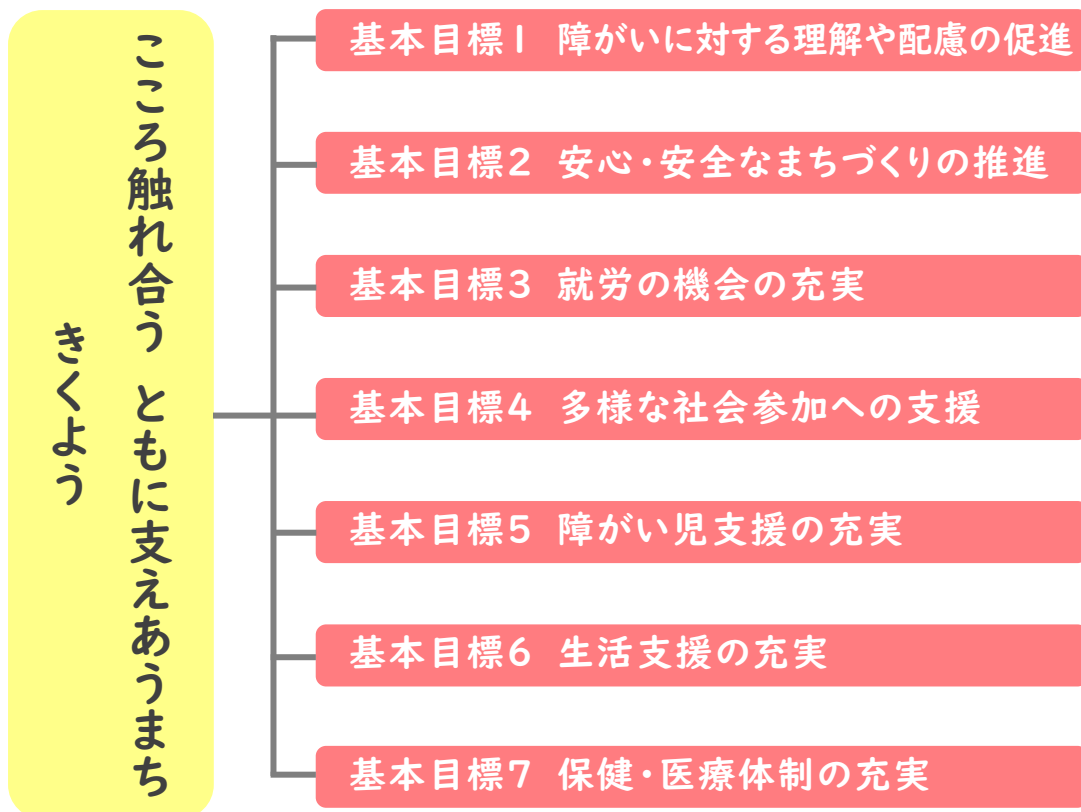 こころ触れ合う ともに支えあうまち
きくよう
基本目標1 障がいに対する理解や配慮の促進
基本目標2 安心・安全なまちづくりの推進
基本目標3 就労の機会の充実
基本目標4 多様な社会参加への支援
基本目標5 障がい児支援の充実
基本目標6 生活支援の充実
基本目標7 保健・医療体制の充実